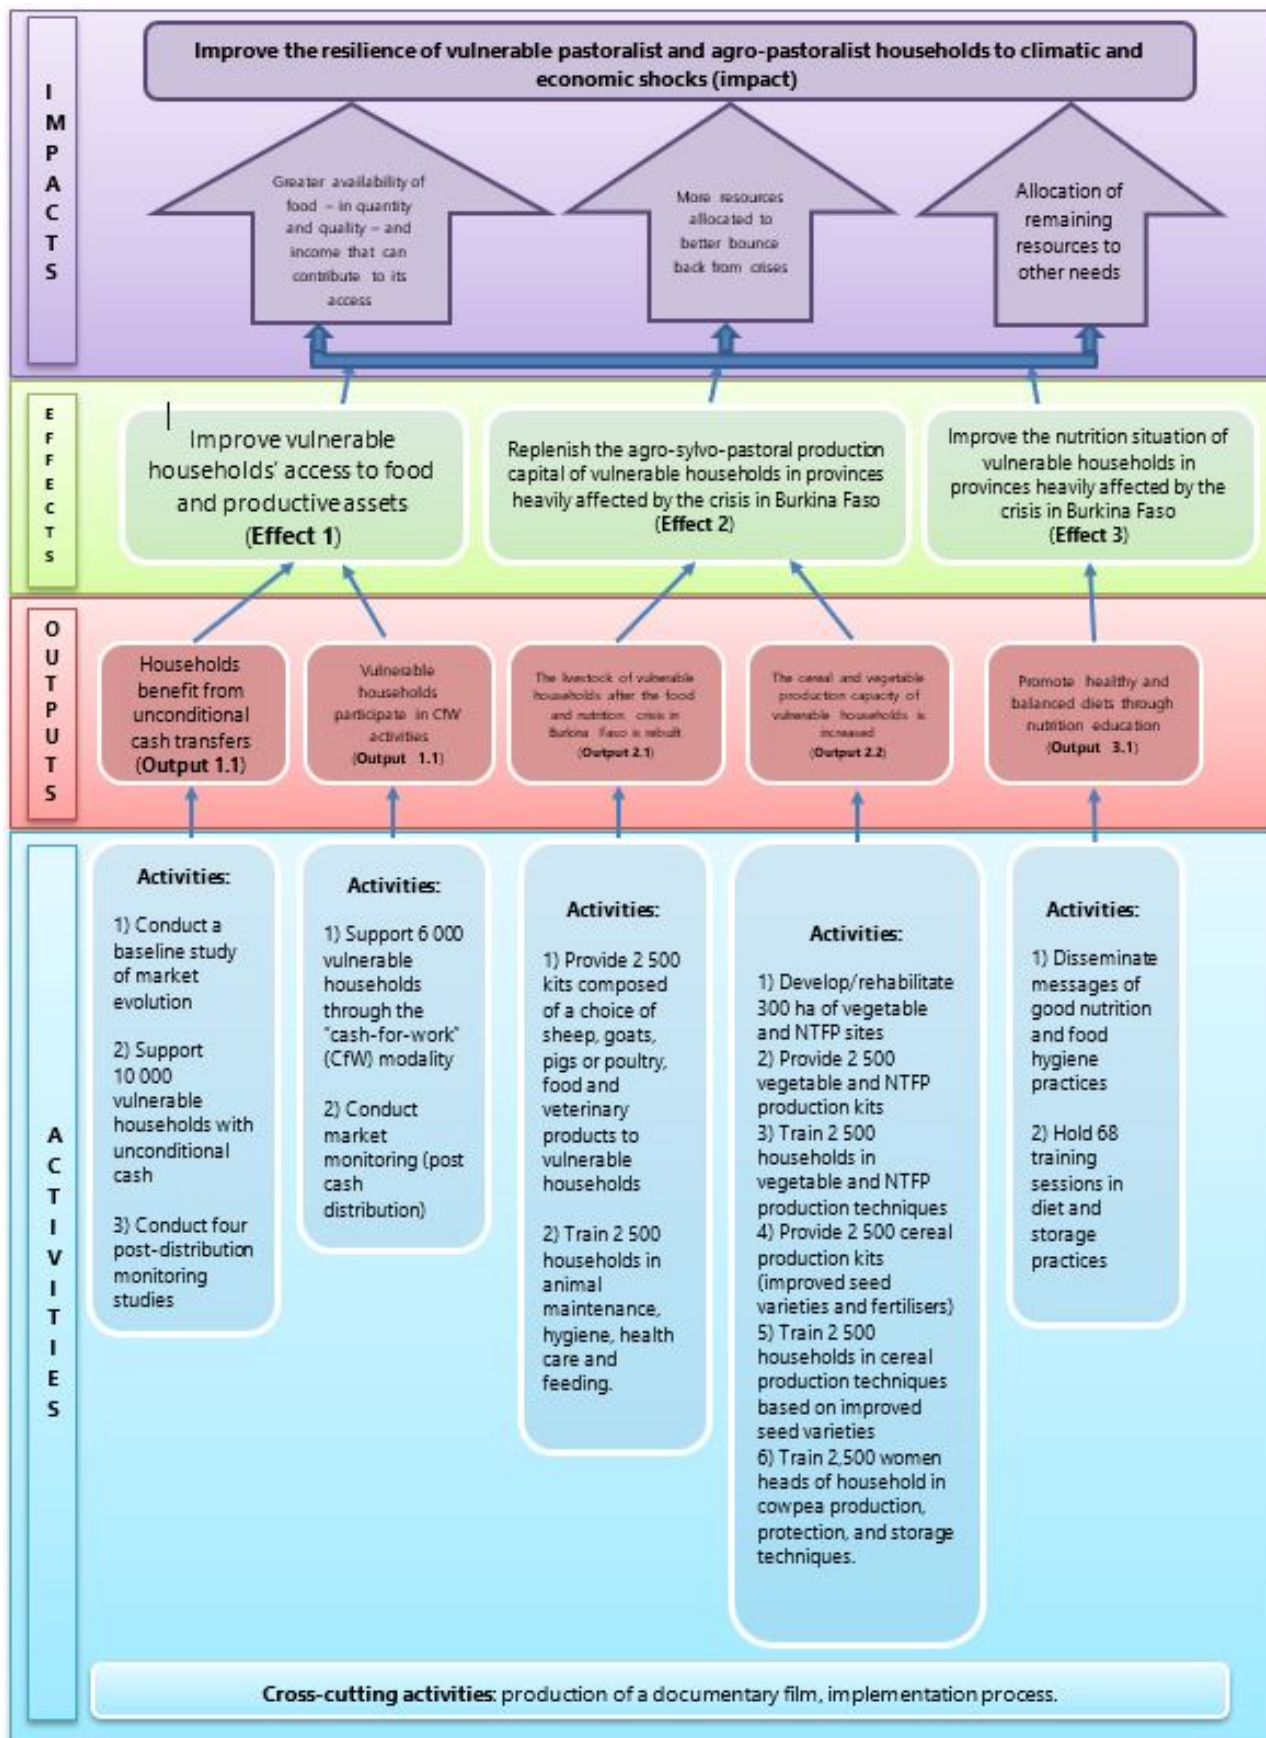 IMPACTS
Improve the resilience of vulnerable pastoralist and agro-pastoralist households to climatic and
economic shocks (impact)
Greater availability of
food – in quantity
and quality – and
income that can
contribute to its
access
More resources
allocated to
better bounce
back from crises
Allocation of
remaining
resources to
other needs
EFFECTS
Improve vulnerable
households' access to food
and productive assets
(Effect 1)
Replenish the agro-sylvo-pastoral production
capital of vulnerable households in provinces
heavily affected by the crisis in Burkina Faso
(Effect 2)
Improve the nutrition situation of
vulnerable households in
provinces heavily affected by the
crisis in Burkina Faso
(Effect 3)
OUTPUTS
Households
benefit from
unconditional
cash transfers
(Output 1.1)
Vulnerable
households
participate in CfW
activities
(Output 1.1)
The livestock of vulnerable
households after the food
and nutrition crisis in
Burkina Faso is rebuilt
(Output 2.1)
The cereal and vegetable
production capacity of
vulnerable households is
increased
(Output 2.2)
Promote healthy and
balanced diets through
nutrition education
(Output 3.1)
ACTIVITIES
Activities:
1) Conduct a
baseline study
of market
evolution
2) Support
10 000
vulnerable
households with
unconditional
cash
3) Conduct four
post-distribution
monitoring
studies
Activities:
1) Support 6 000
vulnerable
households
through the
"cash-for-work"
(CfW) modality
2) Conduct
market
monitoring (post
cash
distribution)
Activities:
1) Provide 2 500
kits composed
of a choice of
sheep, goats,
pigs or poultry,
food and
veterinary
products to
vulnerable
households
2) Train 2 500
households in
animal
maintenance,
hygiene, health
care and
feeding.
Activities:
1) Develop/rehabilitate
300 ha of vegetable
and NTFP sites
2) Provide 2 500
vegetable and NTFP
production kits
3) Train 2 500
households in
vegetable and NTFP
production techniques
4) Provide 2 500 cereal
production kits
(improved seed
varieties and fertilisers)
5) Train 2 500
households in cereal
production techniques
based on improved
seed varieties
6) Train 2,500 women
heads of household in
cowpea production,
protection, and storage
techniques.
Activities:
1) Disseminate
messages of
good nutrition
and food
hygiene
practices
2) Hold 68
training
sessions in
diet and
storage
practices
Cross-cutting activities: production of a documentary film, implementation process.